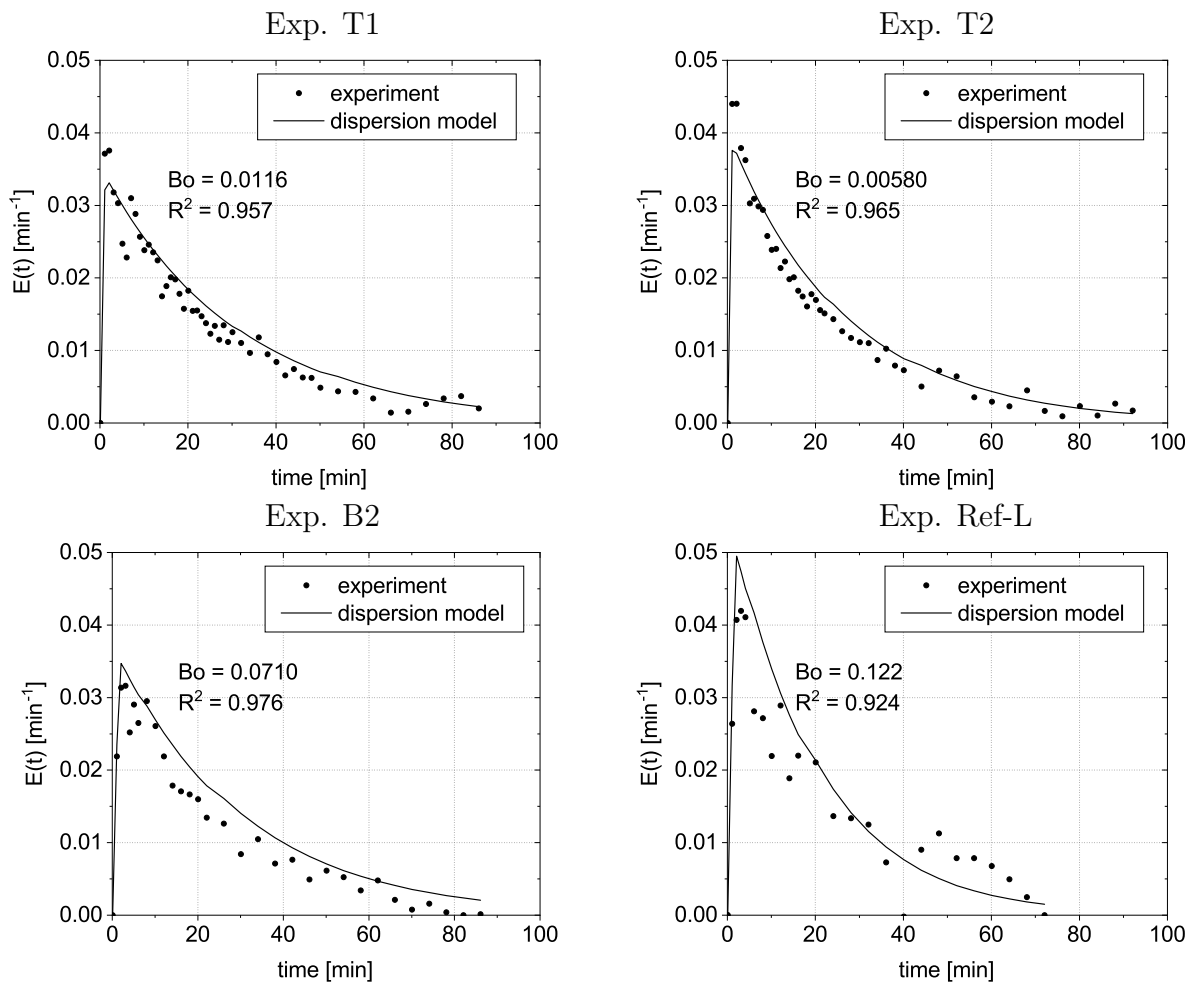 Exp. T1
0.05
0.04
0.03
0.02
0.01
0.00
E(t) [min⁻¹]
experiment
dispersion model
Bo = 0.0116
R² = 0.957
0 20 40 60 80 100
time [min]
Exp. T2
0.05
0.04
0.03
0.02
0.01
0.00
E(t) [min⁻¹]
experiment
dispersion model
Bo = 0.00580
R² = 0.965
0 20 40 60 80 100
time [min]
Exp. B2
0.05
0.04
0.03
0.02
0.01
0.00
E(t) [min⁻¹]
experiment
dispersion model
Bo = 0.0710
R² = 0.976
0 20 40 60 80 100
time [min]
Exp. Ref-L
0.05
0.04
0.03
0.02
0.01
0.00
E(t) [min⁻¹]
experiment
dispersion model
Bo = 0.122
R² = 0.924
0 20 40 60 80 100
time [min]